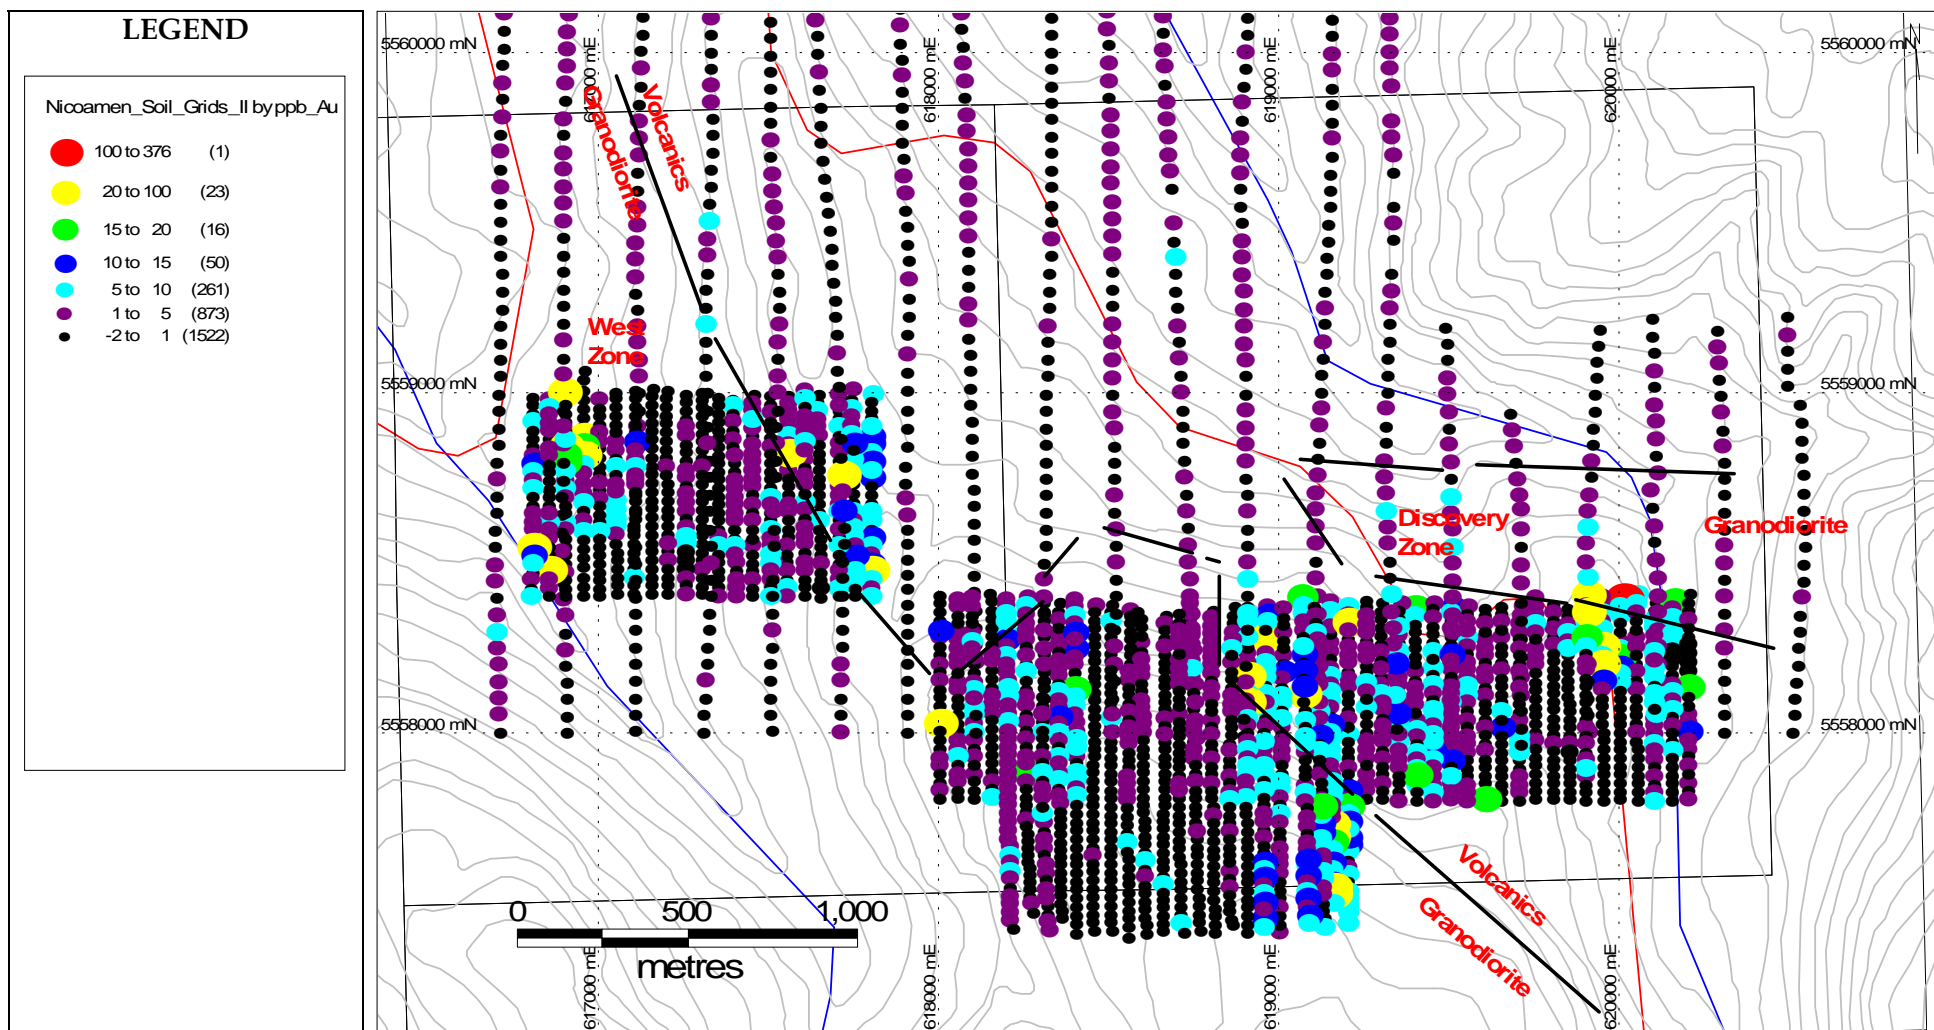 LEGEND
Nicoamen_Soil_Grids_II by ppb_Au
100 to 376 (1)
20 to 100 (23)
15 to 20 (16)
10 to 15 (50)
5 to 10 (261)
1 to 5 (873)
-2 to 1 (1522)
5560000 mN
5560000 mN
617000 mE
618000 mE
619000 mE
620000 mE
N
Volcanics
Granodiorite
West
Zone
5559000 mN
5559000 mN
Discovery
Zone
Granodiorite
5558000 mN
5558000 mN
Volcanics
Granodiorite
0 500 1,000
metres
617000 mE
618000 mE
619000 mE
620000 mE